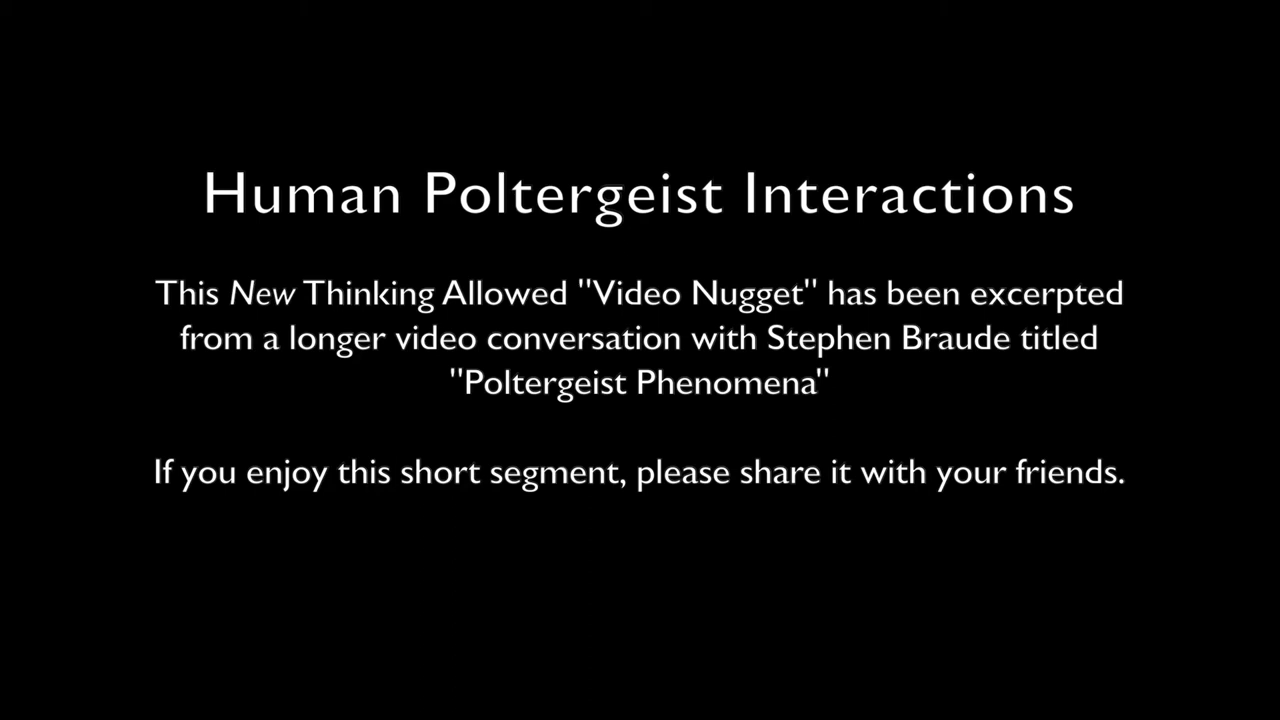 Human Poltergeist Interactions
This New Thinking Allowed "Video Nugget" has been excerpted
from a longer video conversation with Stephen Braude titled
"Poltergeist Phenomena"
If you enjoy this short segment, please share it with your friends.